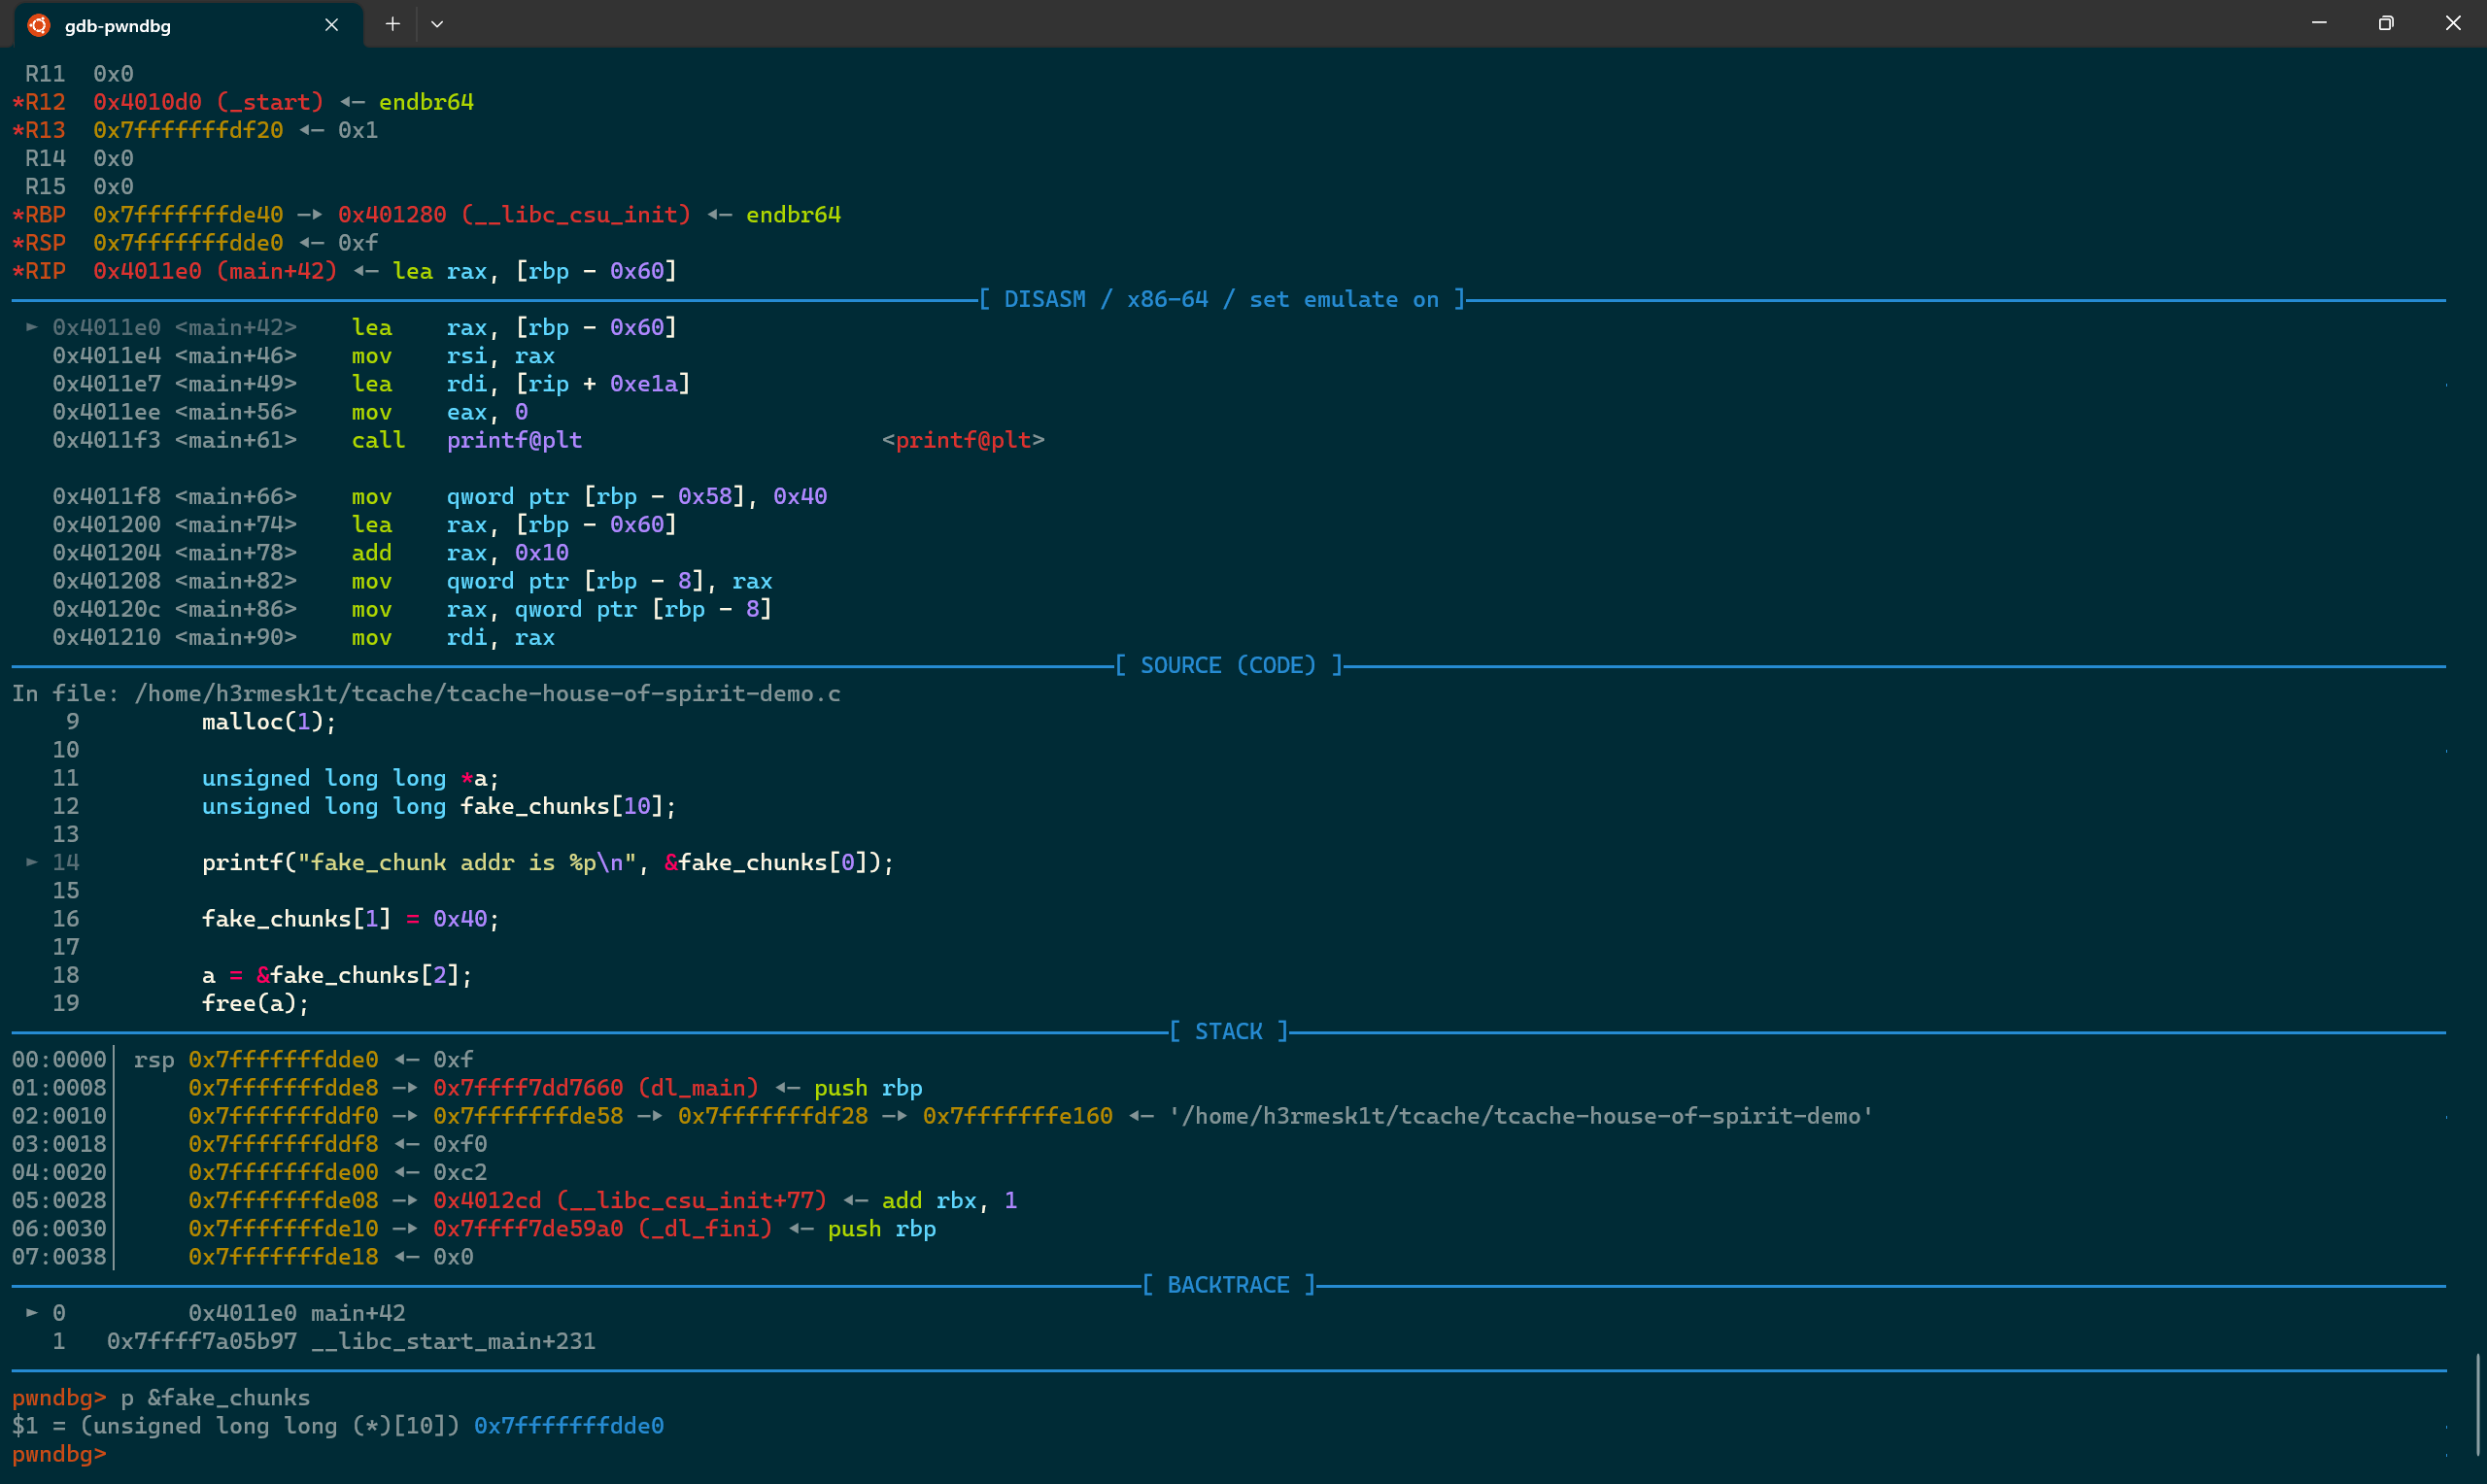 gdb-pwndbg
R11  0x0
*R12  0x4010d0 (_start) ◂— endbr64
*R13  0x7fffffffdf20 ◂— 0x1
R14  0x0
R15  0x0
*RBP  0x7fffffffde40 —▸ 0x401280 (__libc_csu_init) ◂— endbr64
*RSP  0x7fffffffdde0 ◂— 0xf
*RIP  0x4011e0 (main+42) ◂— lea rax, [rbp - 0x60]
[ DISASM / x86-64 / set emulate on ]
► 0x4011e0 <main+42>    lea    rax, [rbp - 0x60]
0x4011e4 <main+46>    mov    rsi, rax
0x4011e7 <main+49>    lea    rdi, [rip + 0xe1a]
0x4011ee <main+56>    mov    eax, 0
0x4011f3 <main+61>    call   printf@plt                      <printf@plt>
0x4011f8 <main+66>    mov    qword ptr [rbp - 0x58], 0x40
0x401200 <main+74>    lea    rax, [rbp - 0x60]
0x401204 <main+78>    add    rax, 0x10
0x401208 <main+82>    mov    qword ptr [rbp - 8], rax
0x40120c <main+86>    mov    rax, qword ptr [rbp - 8]
0x401210 <main+90>    mov    rdi, rax
[ SOURCE (CODE) ]
In file: /home/h3rmesk1t/tcache/tcache-house-of-spirit-demo.c
9         malloc(1);
10
11         unsigned long long *a;
12         unsigned long long fake_chunks[10];
13
► 14         printf("fake_chunk addr is %p\n", &fake_chunks[0]);
15
16         fake_chunks[1] = 0x40;
17
18         a = &fake_chunks[2];
19         free(a);
[ STACK ]
00:0000│ rsp 0x7fffffffdde0 ◂— 0xf
01:0008│     0x7fffffffdde8 —▸ 0x7ffff7dd7660 (dl_main) ◂— push rbp
02:0010│     0x7fffffffddf0 —▸ 0x7fffffffde58 —▸ 0x7fffffffdf28 —▸ 0x7fffffffe160 ◂— '/home/h3rmesk1t/tcache/tcache-house-of-spirit-demo'
03:0018│     0x7fffffffddf8 ◂— 0xf0
04:0020│     0x7fffffffde00 ◂— 0xc2
05:0028│     0x7fffffffde08 —▸ 0x4012cd (__libc_csu_init+77) ◂— add rbx, 1
06:0030│     0x7fffffffde10 —▸ 0x7ffff7de59a0 (_dl_fini) ◂— push rbp
07:0038│     0x7fffffffde18 ◂— 0x0
[ BACKTRACE ]
► 0         0x4011e0 main+42
1   0x7ffff7a05b97 __libc_start_main+231
pwndbg> p &fake_chunks
$1 = (unsigned long long (*)[10]) 0x7fffffffdde0
pwndbg>